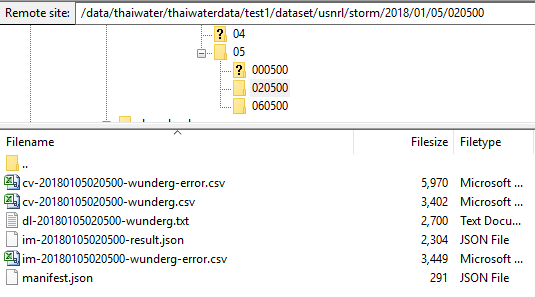 Remote site: /data/thaiwater/thaiwaterdata/test1/dataset/usnrl/storm/2018/01/05/020500
? 04
05
? 000500
020500
060500
Filename Filesize Filetype
..
cv-20180105020500-wunderg-error.csv 5,970 Microsoft ...
cv-20180105020500-wunderg.csv 3,402 Microsoft ...
dl-20180105020500-wunderg.txt 2,700 Text Docu...
im-20180105020500-result.json 2,304 JSON File
im-20180105020500-wunderg-error.csv 3,449 Microsoft ...
manifest.json 291 JSON File